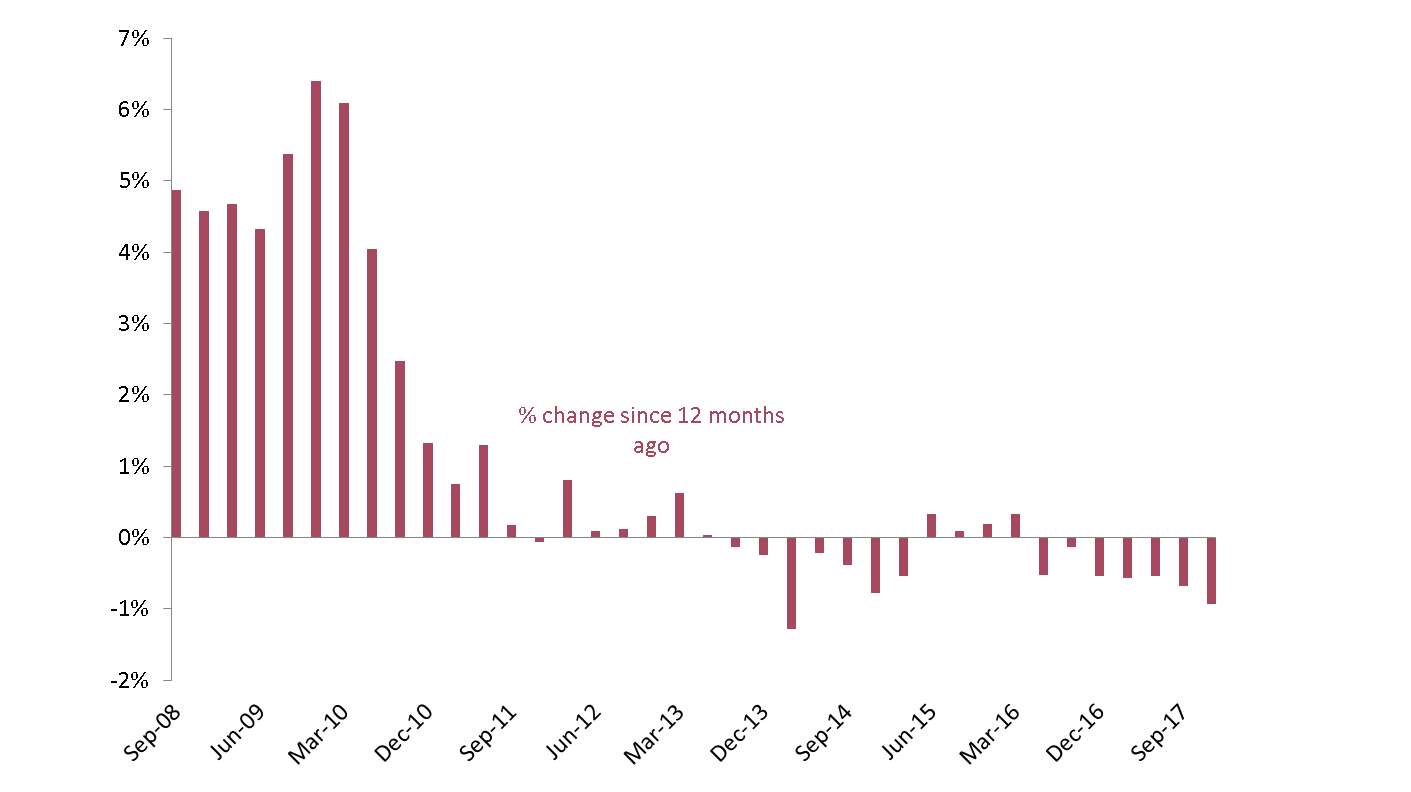 7%
6%
5%
4%
3%
2%
1%
0%
-1%
-2%
% change since 12 months
ago
Sep-08
Jun-09
Mar-10
Dec-10
Sep-11
Jun-12
Mar-13
Dec-13
Sep-14
Jun-15
Mar-16
Dec-16
Sep-17